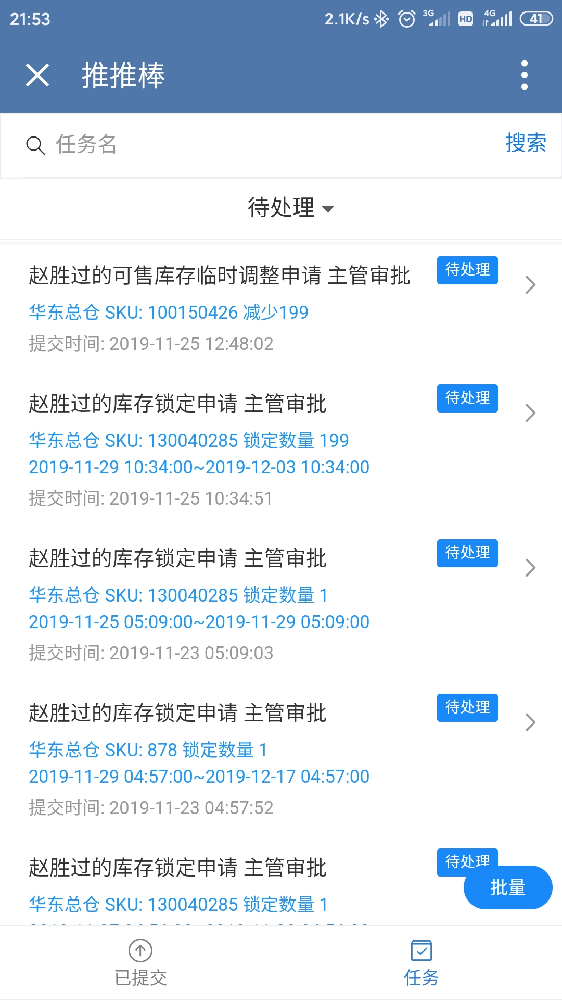 21:53 2.1K/s 3G HD 4G 41
推推棒
任务名 搜索
待处理
赵胜过的可售库存临时调整申请 主管审批 待处理
华东总仓 SKU: 100150426 减少199
提交时间: 2019-11-25 12:48:02
赵胜过的库存锁定申请 主管审批 待处理
华东总仓 SKU: 130040285 锁定数量 199
2019-11-29 10:34:00~2019-12-03 10:34:00
提交时间: 2019-11-25 10:34:51
赵胜过的库存锁定申请 主管审批 待处理
华东总仓 SKU: 130040285 锁定数量 1
2019-11-25 05:09:00~2019-11-29 05:09:00
提交时间: 2019-11-23 05:09:03
赵胜过的库存锁定申请 主管审批 待处理
华东总仓 SKU: 878 锁定数量 1
2019-11-29 04:57:00~2019-12-17 04:57:00
提交时间: 2019-11-23 04:57:52
赵胜过的库存锁定申请 主管审批 待处理
批量
华东总仓 SKU: 130040285 锁定数量 1
已提交 任务